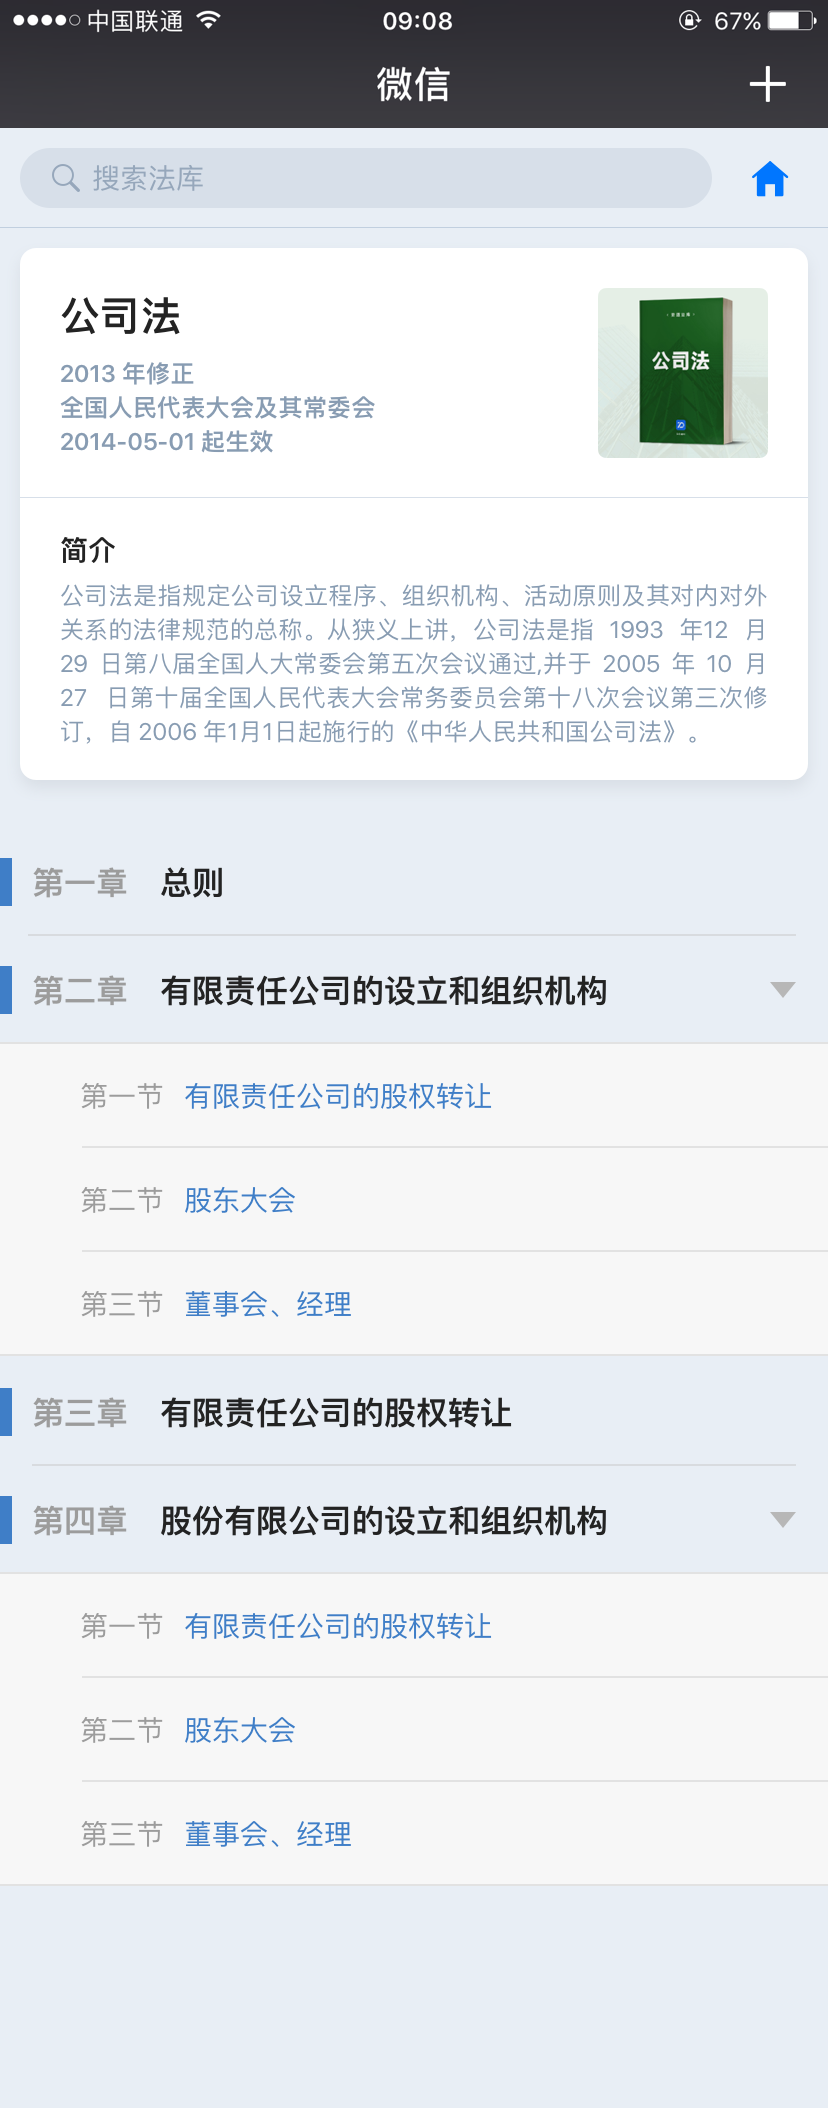 中国联通 09:08 67%
微信
搜索法库
公司法
2013 年修正
全国人民代表大会及其常委会
2014-05-01 起生效
公司法
简介
公司法是指规定公司设立程序、组织机构、活动原则及其对内对外
关系的法律规范的总称。从狭义上讲，公司法是指 1993 年12 月
29 日第八届全国人大常委会第五次会议通过,并于 2005 年 10 月
27 日第十届全国人民代表大会常务委员会第十八次会议第三次修
订，自 2006 年1月1日起施行的《中华人民共和国公司法》。
第一章 总则
第二章 有限责任公司的设立和组织机构
第一节 有限责任公司的股权转让
第二节 股东大会
第三节 董事会、经理
第三章 有限责任公司的股权转让
第四章 股份有限公司的设立和组织机构
第一节 有限责任公司的股权转让
第二节 股东大会
第三节 董事会、经理